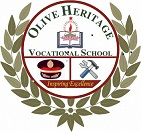 OLIVE HERITAGE
VOCATIONAL SCHOOL
Inspiring Excellence